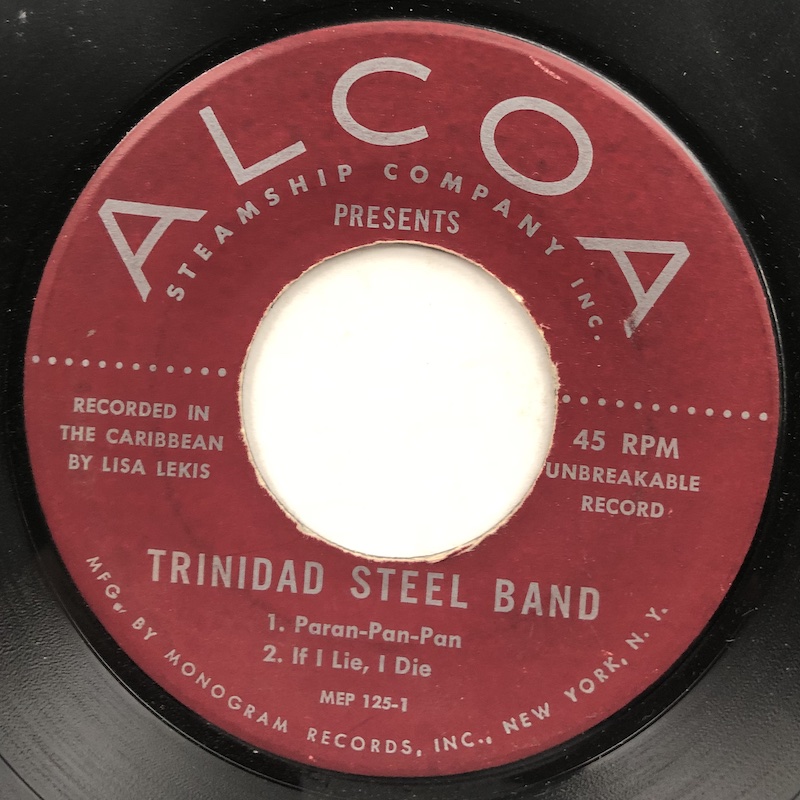 ALCOA
STEAMSHIP COMPANY INC.
PRESENTS
RECORDED IN
THE CARIBBEAN
BY LISA LEKIS
45 RPM
UNBREAKABLE
RECORD
TRINIDAD STEEL BAND
1. Paran-Pan-Pan
2. If I Lie, I Die
MEP 125-1
MFG. BY MONOGRAM RECORDS, INC., NEW YORK, N. Y.